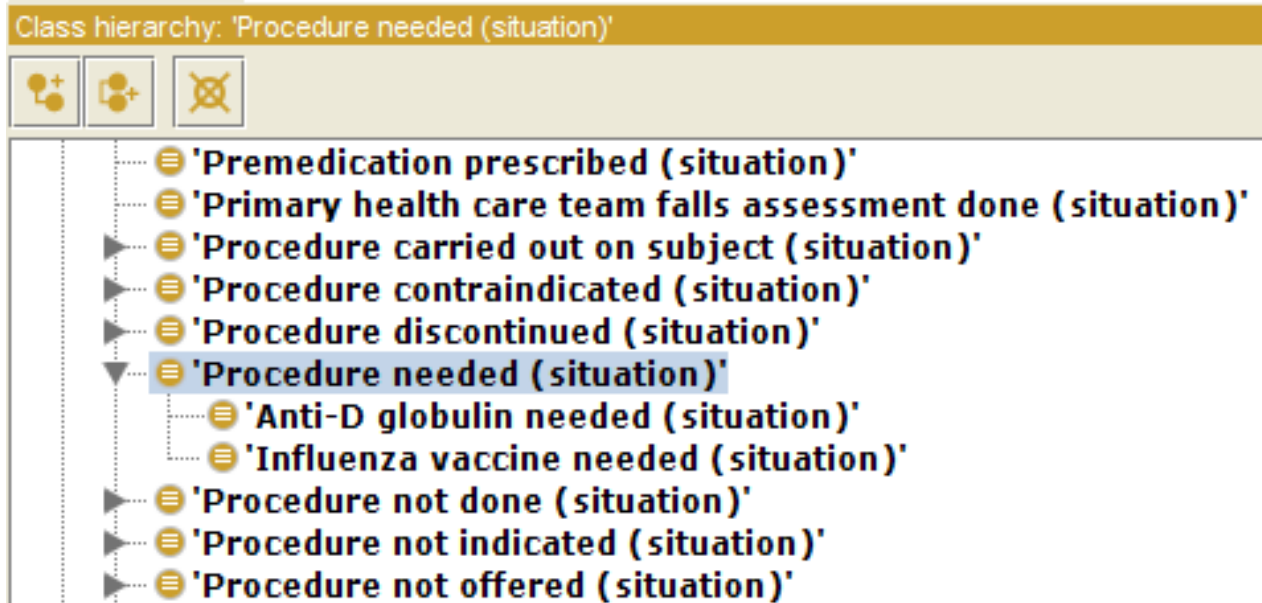 Class hierarchy: 'Procedure needed (situation)'
'Premedication prescribed (situation)'
'Primary health care team falls assessment done (situation)'
'Procedure carried out on subject (situation)'
'Procedure contraindicated (situation)'
'Procedure discontinued (situation)'
'Procedure needed (situation)'
'Anti-D globulin needed (situation)'
'Influenza vaccine needed (situation)'
'Procedure not done (situation)'
'Procedure not indicated (situation)'
'Procedure not offered (situation)'